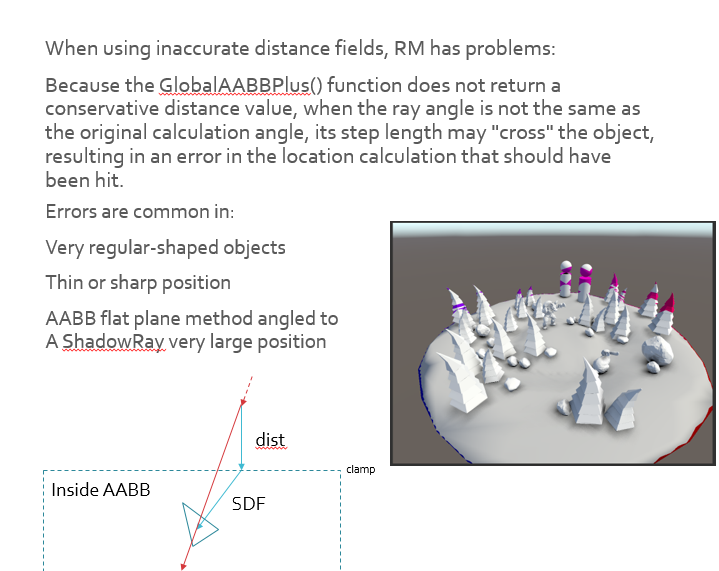 When using inaccurate distance fields, RM has problems:
Because the GlobalAABBPlus() function does not return a
conservative distance value, when the ray angle is not the same as
the original calculation angle, its step length may "cross" the object,
resulting in an error in the location calculation that should have
been hit.
Errors are common in:
Very regular-shaped objects
Thin or sharp position
AABB flat plane method angled to
A ShadowRay very large position
dist
clamp
Inside AABB
SDF